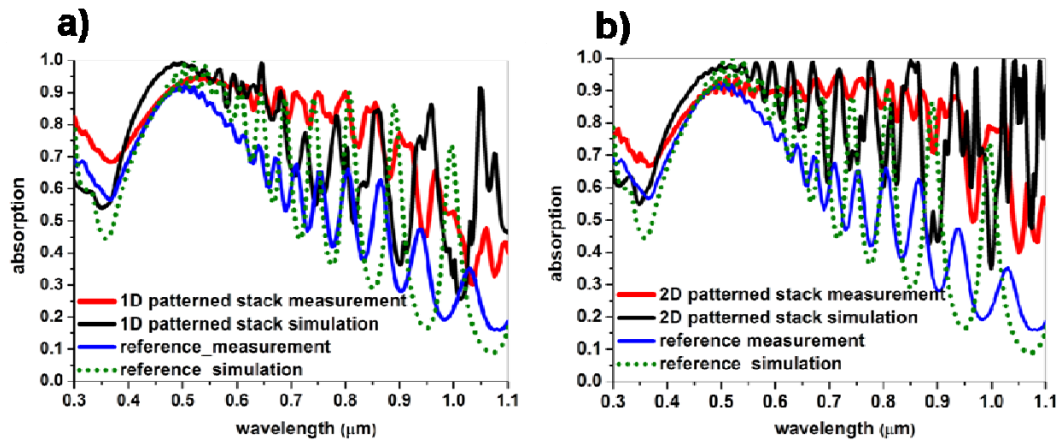 a)
absorption
1.0
0.9
0.8
0.7
0.6
0.5
0.4
0.3
0.2
0.1
0.0
1D patterned stack measurement
1D patterned stack simulation
reference_measurement
reference simulation
0.3 0.4 0.5 0.6 0.7 0.8 0.9 1.0 1.1
wavelength (μm)
b)
absorption
1.0
0.9
0.8
0.7
0.6
0.5
0.4
0.3
0.2
0.1
0.0
2D patterned stack measurement
2D patterned stack simulation
reference measurement
reference simulation
0.3 0.4 0.5 0.6 0.7 0.8 0.9 1.0 1.1
wavelength (μm)